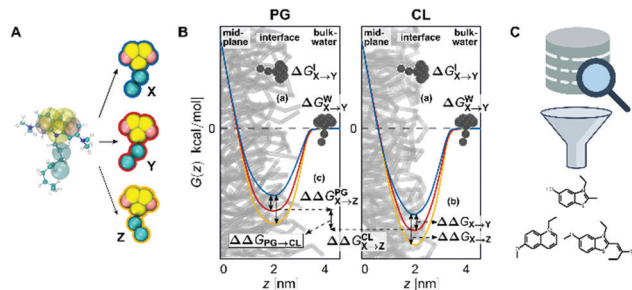 A
X
Y
Z
B
PG
CL
mid-
plane
interface
bulk-
water
mid-
plane
interface
bulk-
water
ΔG^I_X→Y
(a)
ΔG^W_X→Y
ΔG^I_X→Y
(a)
ΔG^W_X→Y
G(z) [kcal/mol]
0
0
(c)
ΔΔG^PG_X→Z
ΔΔG_PG→CL
ΔΔG^CL_X→Z
(b)
ΔΔG_X→Y
ΔΔG_X→Z
0
2
4
z [nm]
0
2
4
z [nm]
C